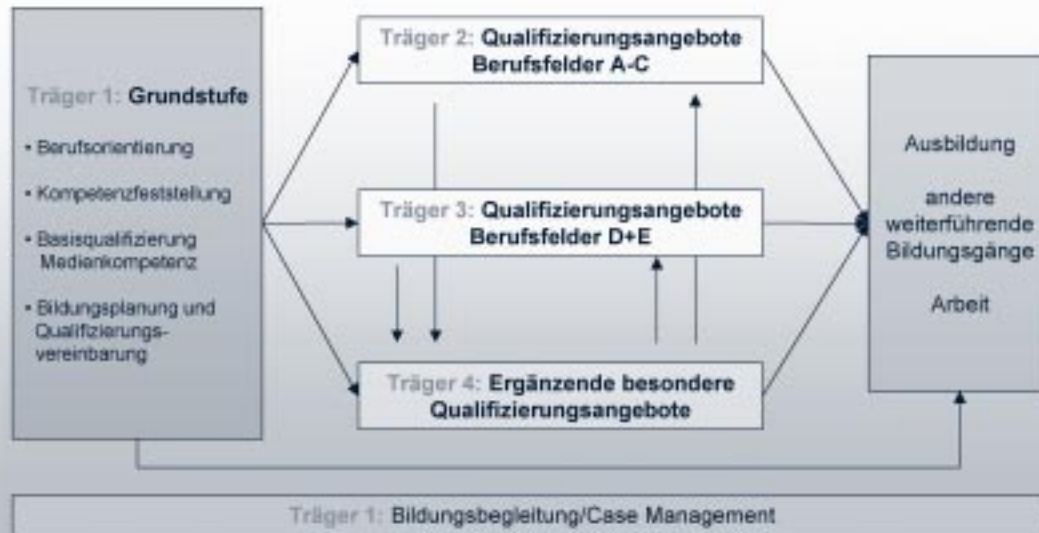 Träger 1: Grundstufe
• Berufsorientierung
• Kompetenzfeststellung
• Basisqualifizierung
Medienkompetenz
• Bildungsplanung und
Qualifizierungs-
vereinbarung
Träger 2: Qualifizierungsangebote
Berufsfelder A-C
Träger 3: Qualifizierungsangebote
Berufsfelder D+E
Träger 4: Ergänzende besondere
Qualifizierungsangebote
Ausbildung
andere
weiterführende
Bildungsgänge
Arbeit
Träger 1: Bildungsbegleitung/Case Management